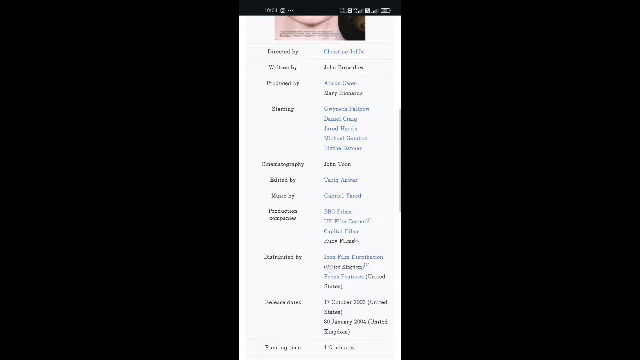 Directed by Christine Jeffs
Written by John Brownlow
Produced by Alison Owen
Mary Richards
Starring Gwyneth Paltrow
Daniel Craig
Jared Harris
Michael Gambon
Blythe Danner
Cinematography John Toon
Edited by Tariq Anwar
Music by Gabriel Yared
Production companies BBC Films
UK Film Council
Capitol Films
Ruby Films
Distributed by Icon Film Distribution
(United Kingdom)
Focus Features (United
States)
Release dates 17 October 2003 (United
States)
30 January 2004 (United
Kingdom)
Running time minutes